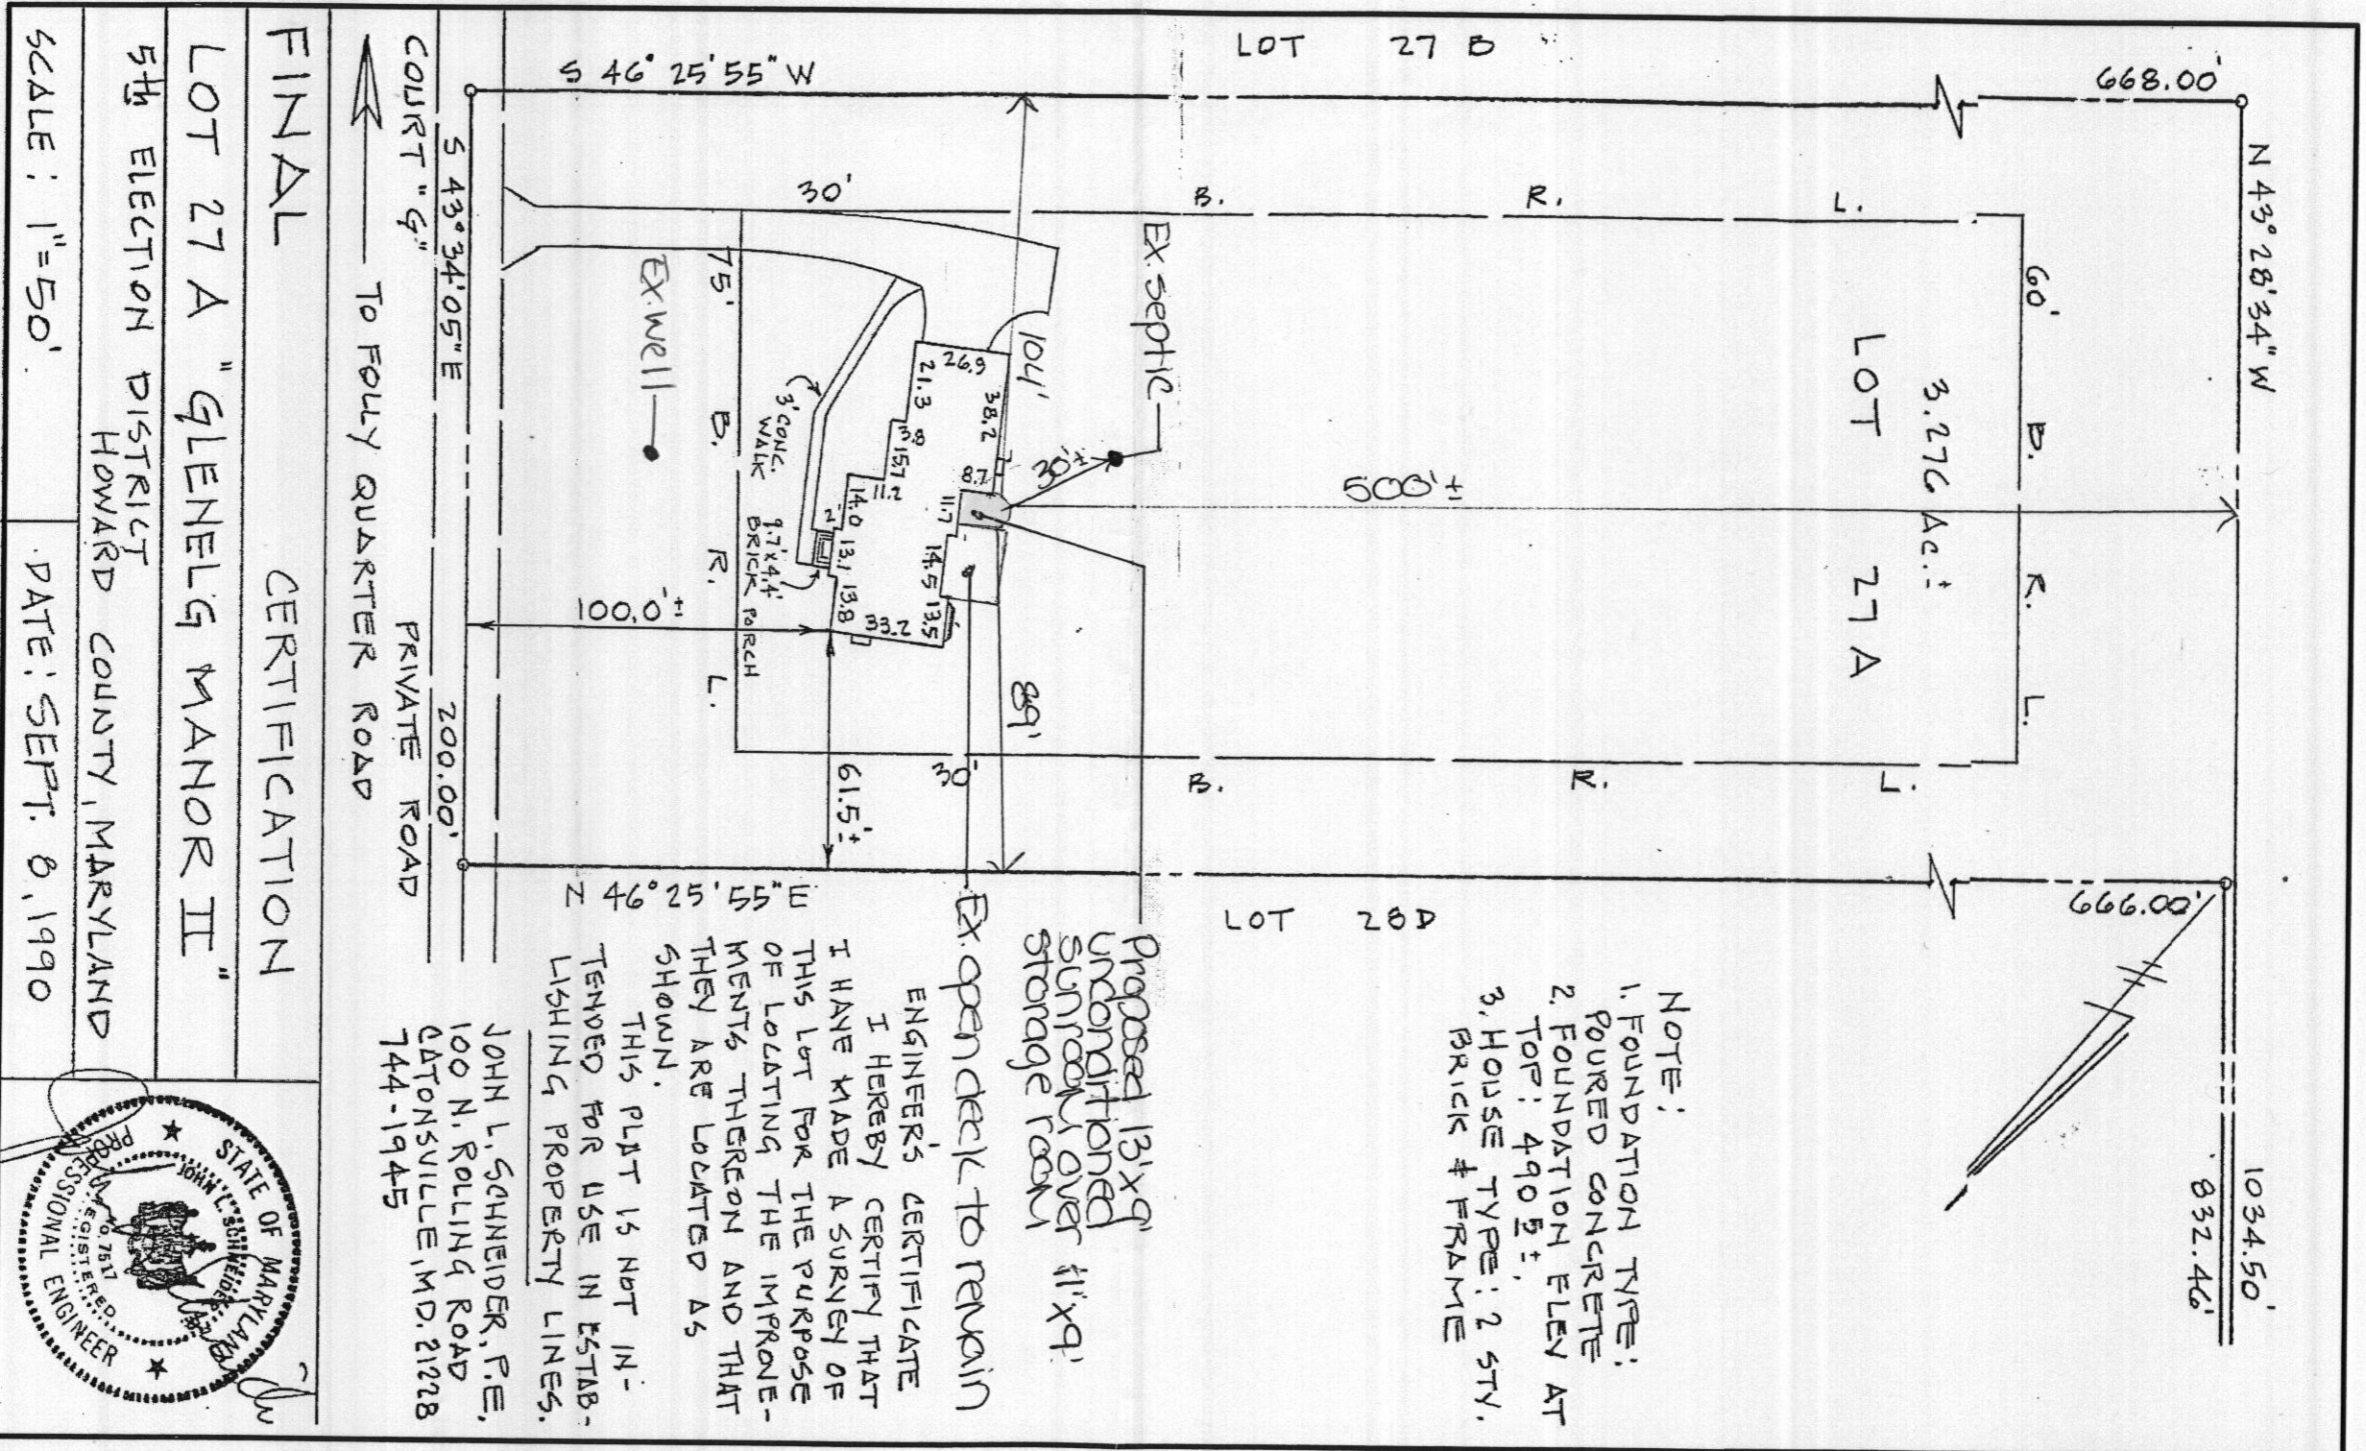 LOT 27 B
668.00'
S 46° 25' 55" W
N 43° 28' 34" W
30'
B. R. L.
60'
B. R. L.
3.276 Ac. ±
LOT 27 A
500' ±
Ex. septic
104'
30' ±
Ex. well
75'
B. R. L.
3' CONC.
WALK
9.7' x 4.4'
BRICK PORCH
26.9
38.2
21.3
3.8
15.7
11.2
14.0
2'
13.1
13.8
33.2
13.5
14.5
11.7
8.7
100.0' ±
61.5' ±
89'
30'
B. R. L.
N 46° 25' 55" E
LOT 28 D
666.00'
1034.50'
832.46'
S 43° 34' 05" E
200.00'
COURT "G" PRIVATE ROAD
TO FOLLY QUARTER ROAD
NOTE:
1. FOUNDATION TYPE:
POURED CONCRETE
2. FOUNDATION ELEV AT
TOP: 490.5 ±.
3. HOUSE TYPE: 2 STY.
BRICK & FRAME
Proposed 13'x9'
unconditioned
sunroom over 11'x9'
storage room
Ex. open deck to remain
ENGINEER'S CERTIFICATE
I HEREBY CERTIFY THAT
I HAVE MADE A SURVEY OF
THIS LOT FOR THE PURPOSE
OF LOCATING THE IMPROVE-
MENTS THEREON AND THAT
THEY ARE LOCATED AS
SHOWN.
THIS PLAT IS NOT IN-
TENDED FOR USE IN ESTAB-
LISHING PROPERTY LINES.
JOHN L. SCHNEIDER, P.E.
100 N. ROLLING ROAD
CATONSVILLE, MD. 21228
744-1945
FINAL CERTIFICATION
LOT 27 A "GLENELG MANOR II"
5th ELECTION DISTRICT
HOWARD COUNTY, MARYLAND
SCALE: 1"=50'
DATE: SEPT. 8, 1990
STATE OF MARYLAND
JOHN L. SCHNEIDER
7517
REGISTERED
PROFESSIONAL ENGINEER